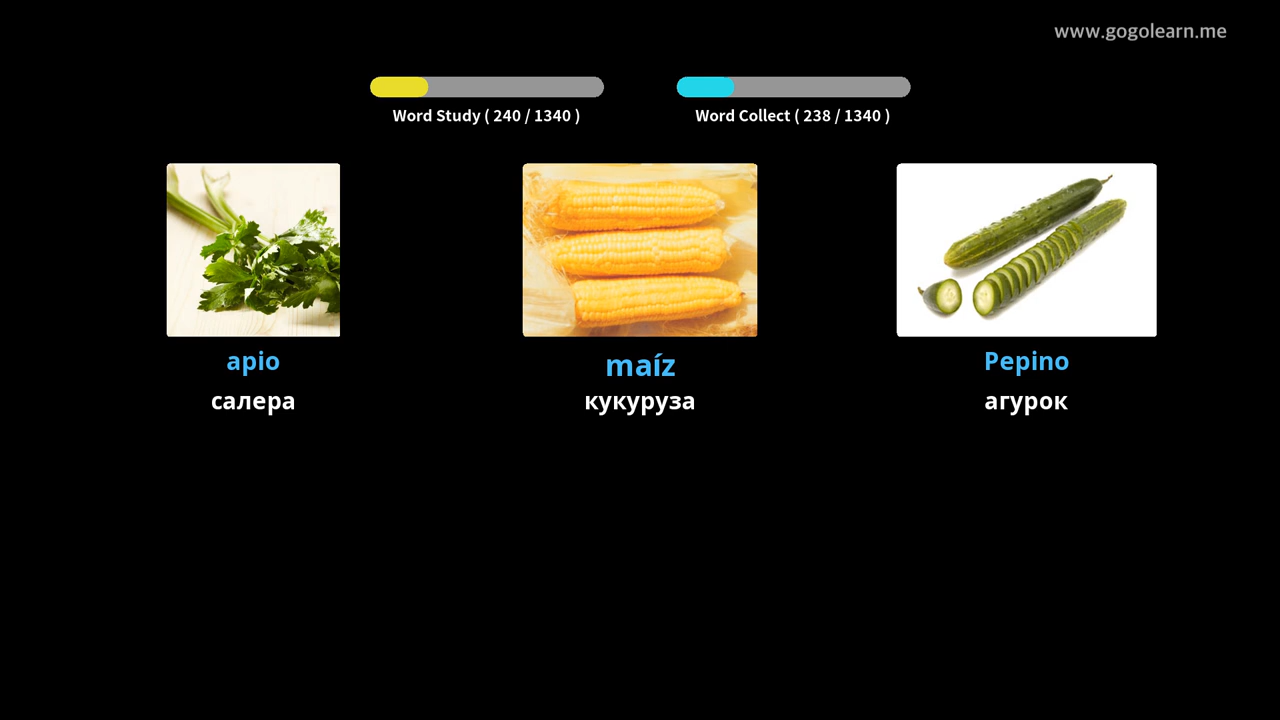 www.gogolearn.me
Word Study ( 240 / 1340 )
Word Collect ( 238 / 1340 )
apio
maíz
Pepino
салера
кукуруза
агурок